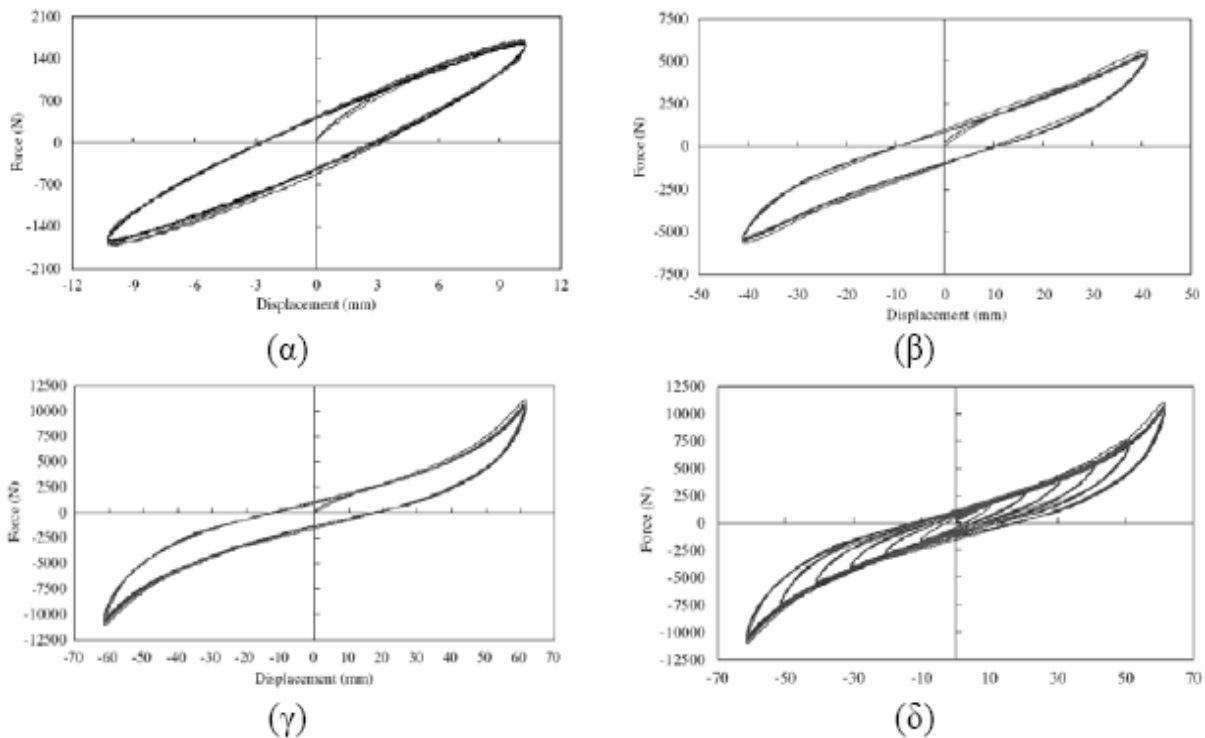 2100
1400
700
0
-700
-1400
-2100
Force (N)
-12 -9 -6 -3 0 3 6 9 12
Displacement (mm)
(α)
7500
5000
2500
0
-2500
-5000
-7500
Force (N)
-50 -40 -30 -20 -10 0 10 20 30 40 50
Displacement (mm)
(β)
12500
10000
7500
5000
2500
0
-2500
-5000
-7500
-10000
-12500
Force (N)
-70 -60 -50 -40 -30 -20 -10 0 10 20 30 40 50 60 70
Displacement (mm)
(γ)
12500
10000
7500
5000
2500
0
-2500
-5000
-7500
-10000
-12500
Force (N)
-70 -50 -30 -10 10 30 50 70
(δ)